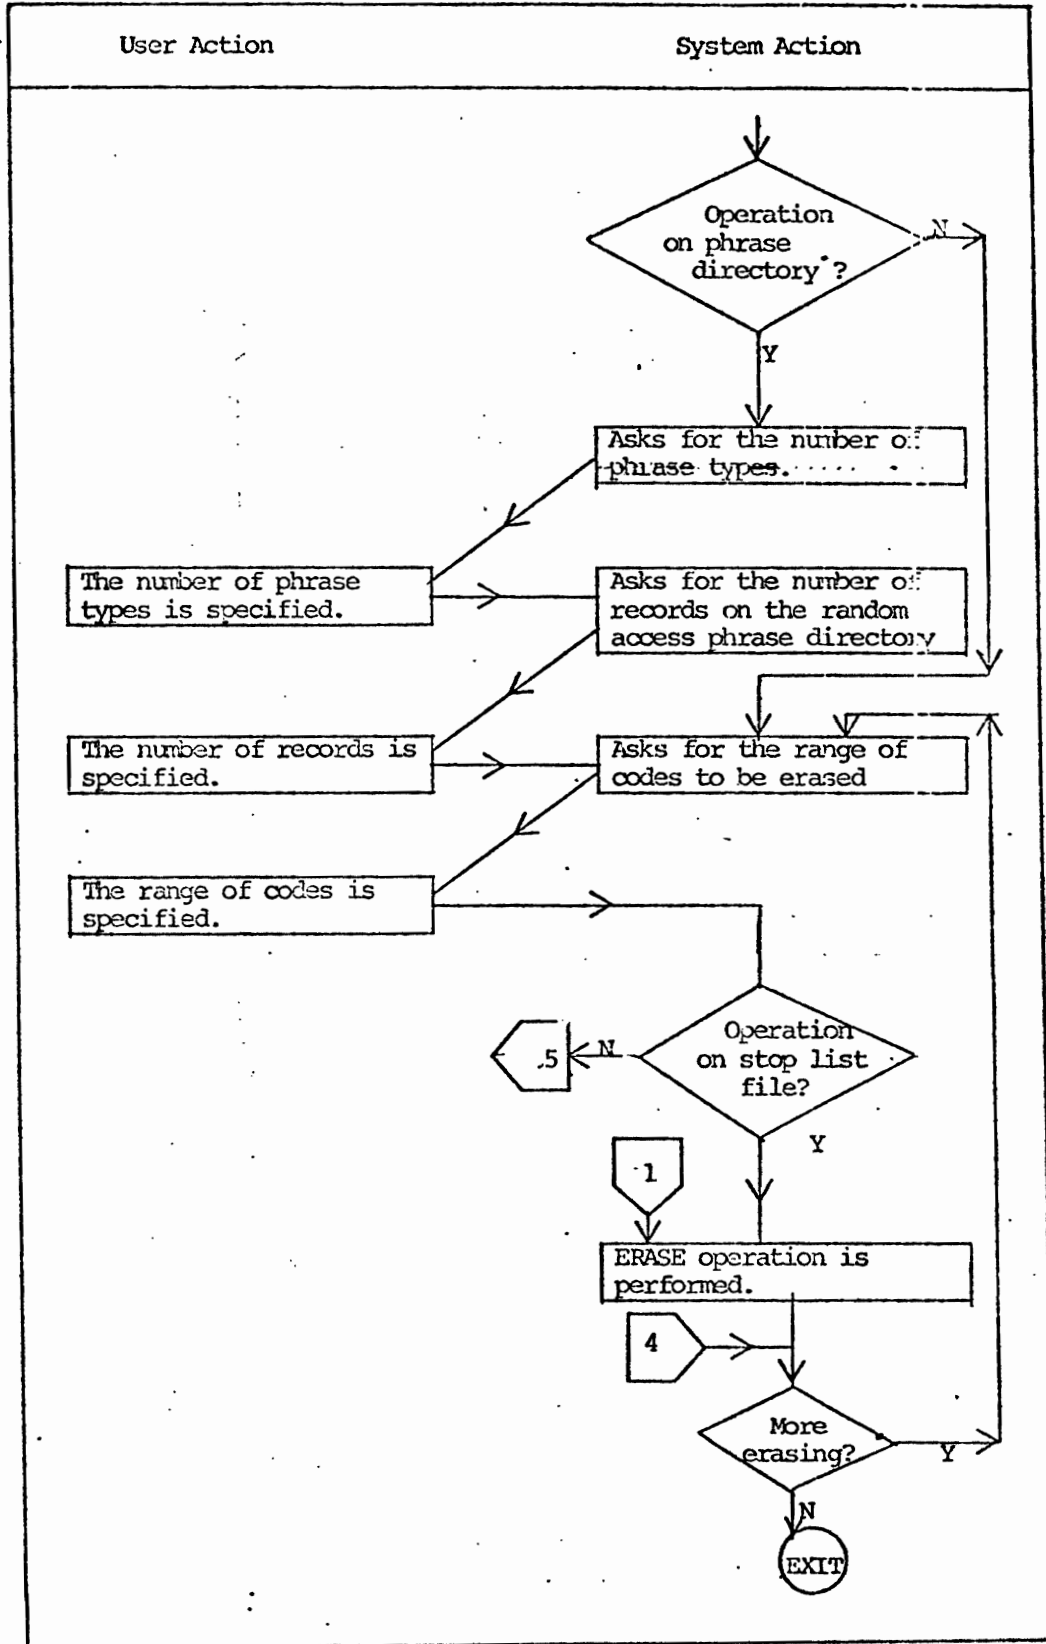 User Action
System Action
Operation
on phrase
directory ?
N
Y
Asks for the number of
phrase types.
The number of phrase
types is specified.
Asks for the number of
records on the random
access phrase directory
The number of records is
specified.
Asks for the range of
codes to be erased
The range of codes is
specified.
Operation
on stop list
file?
N
5
Y
1
ERASE operation is
performed.
4
More
erasing?
Y
N
EXIT